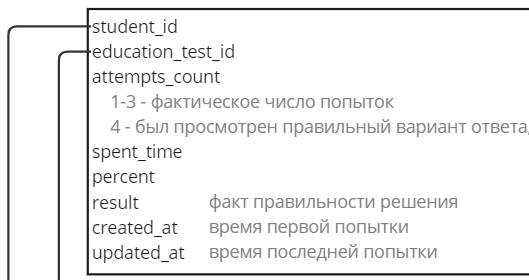 student_id
education_test_id
attempts_count
1-3 - фактическое число попыток
4 - был просмотрен правильный вариант ответа,
spent_time
percent
result факт правильности решения
created_at время первой попытки
updated_at время последней попытки